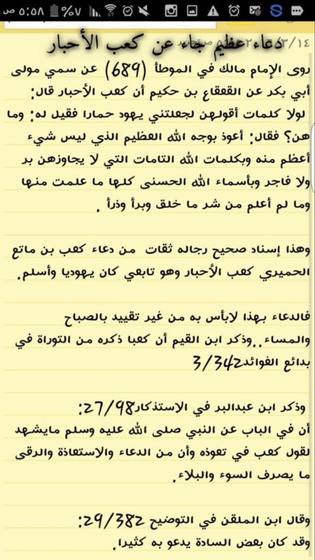 ٥:٥٨ ص ٪٧
٣/١٤
دعاء عظيم جاء عن كعب الأحبار
روى الإمام مالك في الموطأ (689) عن سمي مولى
أبي بكر عن القعقاع بن حكيم أن كعب الأحبار قال:
لولا كلمات أقولهن لجعلتني يهود حمارا فقيل له: وما
هن؟ فقال: أعوذ بوجه الله العظيم الذي ليس شيء
أعظم منه وبكلمات الله التامات التي لا يجاوزهن بر
ولا فاجر وبأسماء الله الحسنى كلها ما علمت منها
وما لم أعلم من شر ما خلق وبرأ وذرأ .
وهذا إسناد صحيح رجاله ثقات من دعاء كعب بن ماتع
الحميري كعب الأحبار وهو تابعي كان يهوديا وأسلم.
فالدعاء بهذا لابأس به من غير تقييد بالصباح
والمساء..وذكر ابن القيم أن كعبا ذكره من التوراة في
بدائع الفوائد3/342
وذكر ابن عبدالبر في الاستذكار27/98:
أن في الباب عن النبي صلى الله عليه وسلم مايشهد
لقول كعب في تعوذه وأن من الدعاء والاستعاذة والرقى
ما يصرف السوء والبلاء.
وقال ابن الملقن في التوضيح 29/382:
وقد كان بعض السادة يدعو به كثيرا.